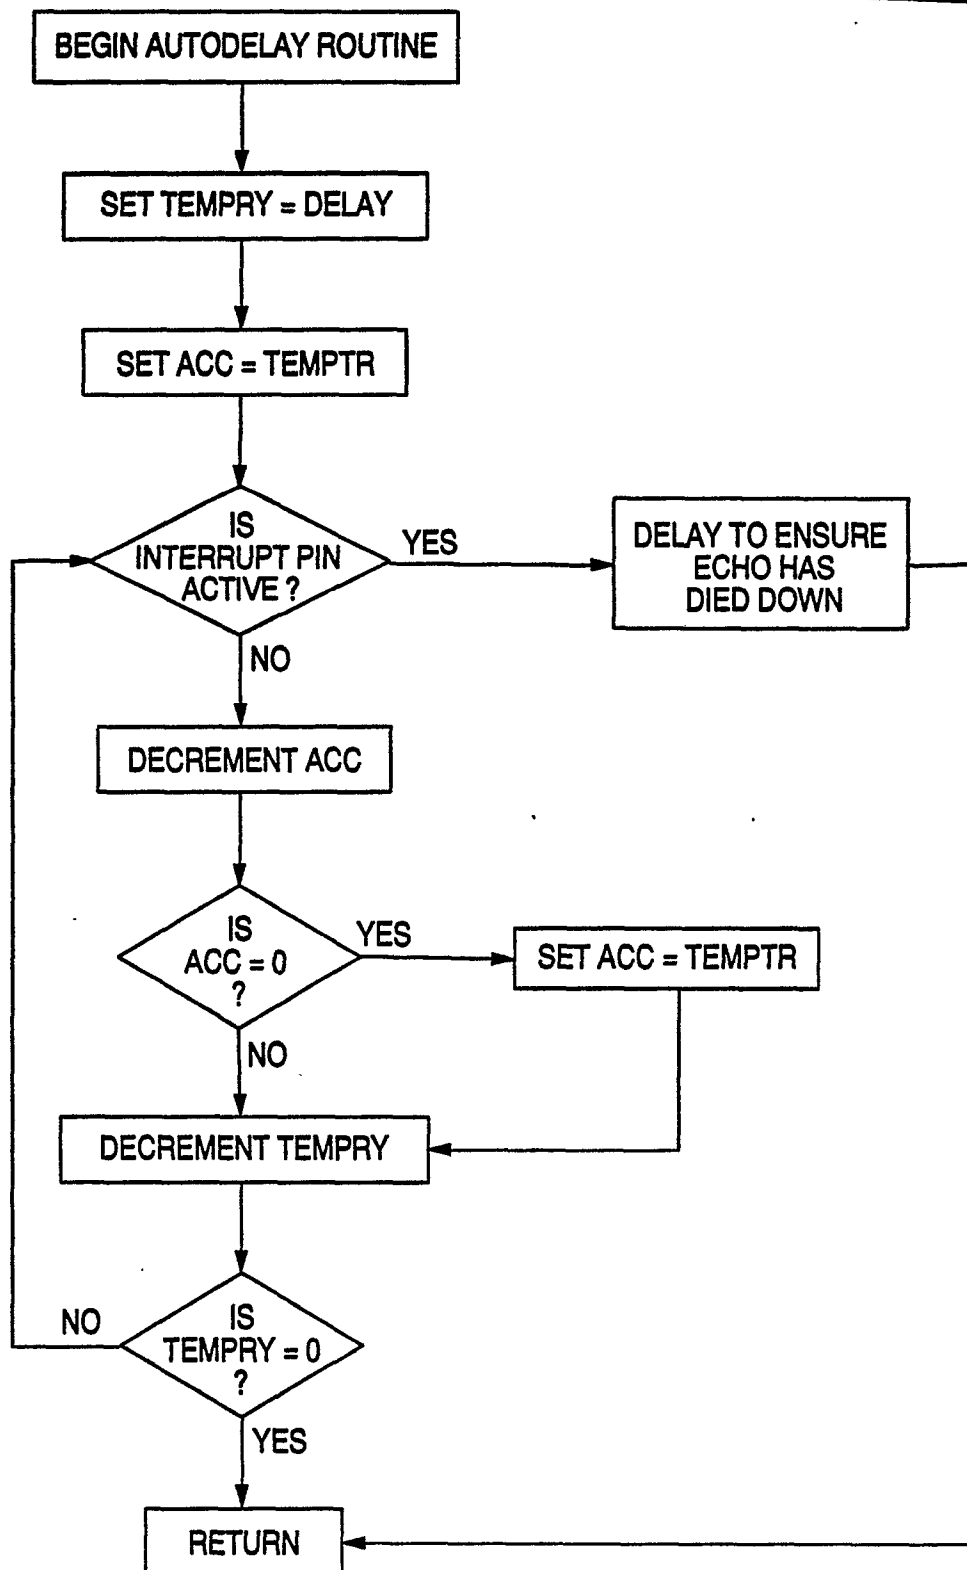 BEGIN AUTODELAY ROUTINE
SET TEMPRY = DELAY
SET ACC = TEMPTR
IS
INTERRUPT PIN
ACTIVE ?
YES
DELAY TO ENSURE
ECHO HAS
DIED DOWN
NO
DECREMENT ACC
IS
ACC = 0
?
YES
SET ACC = TEMPTR
NO
DECREMENT TEMPRY
IS
TEMPRY = 0
?
NO
YES
RETURN